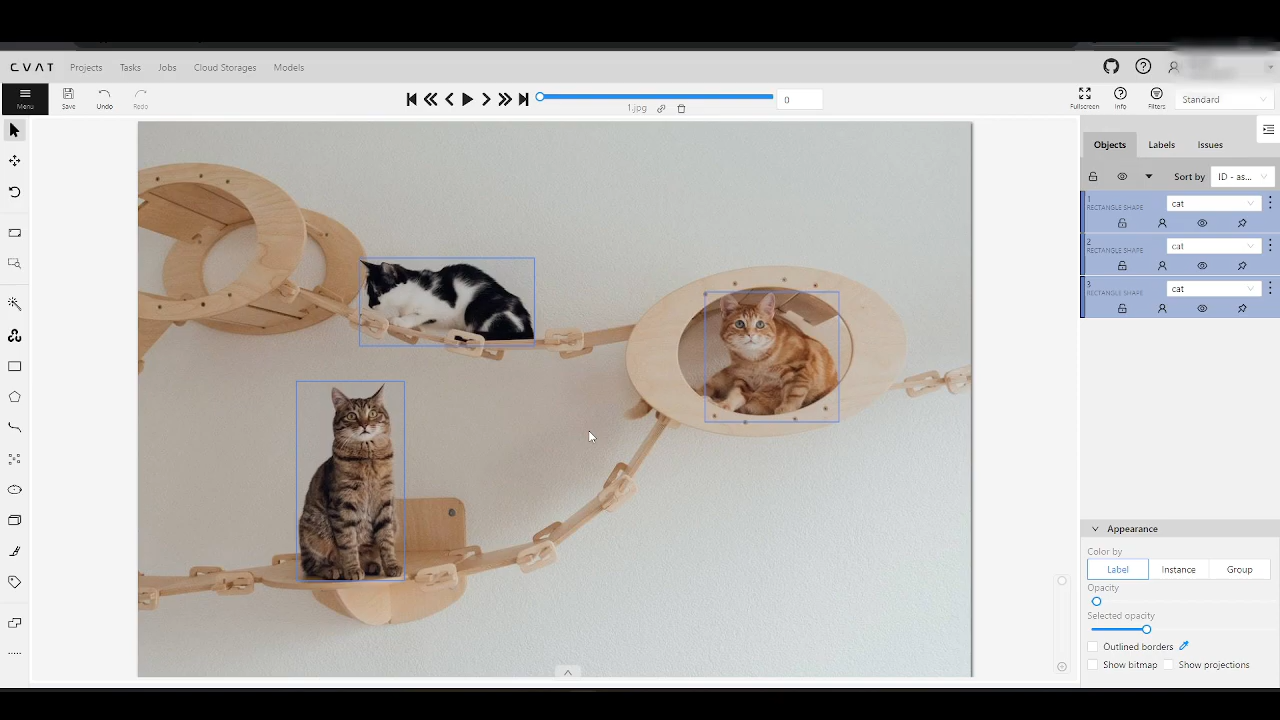 CVAT Projects Tasks Jobs Cloud Storages Models
Menu Save Undo Redo 0 Fullscreen Info Filters Standard
1.jpg
Objects Labels Issues
Sort by ID - as...
1 cat
RECTANGLE SHAPE
2 cat
RECTANGLE SHAPE
3 cat
RECTANGLE SHAPE
Appearance
Color by
Label Instance Group
Opacity
Selected opacity
Outlined borders
Show bitmap Show projections